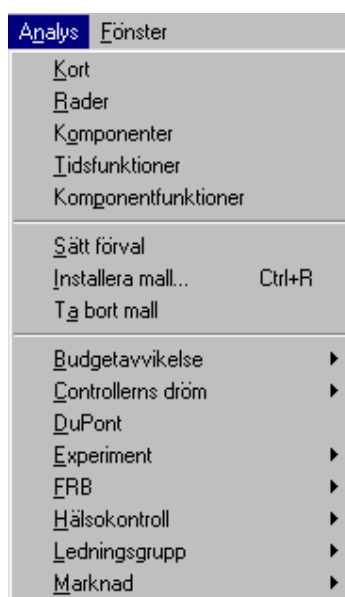 Analys Fönster
Kort
Rader
Komponenter
Tidsfunktioner
Komponentfunktioner
Sätt förval
Installera mall... Ctrl+R
Ta bort mall
Budgetavvikelse
Controllerns dröm
DuPont
Experiment
FRB
Hälsokontroll
Ledningsgrupp
Marknad